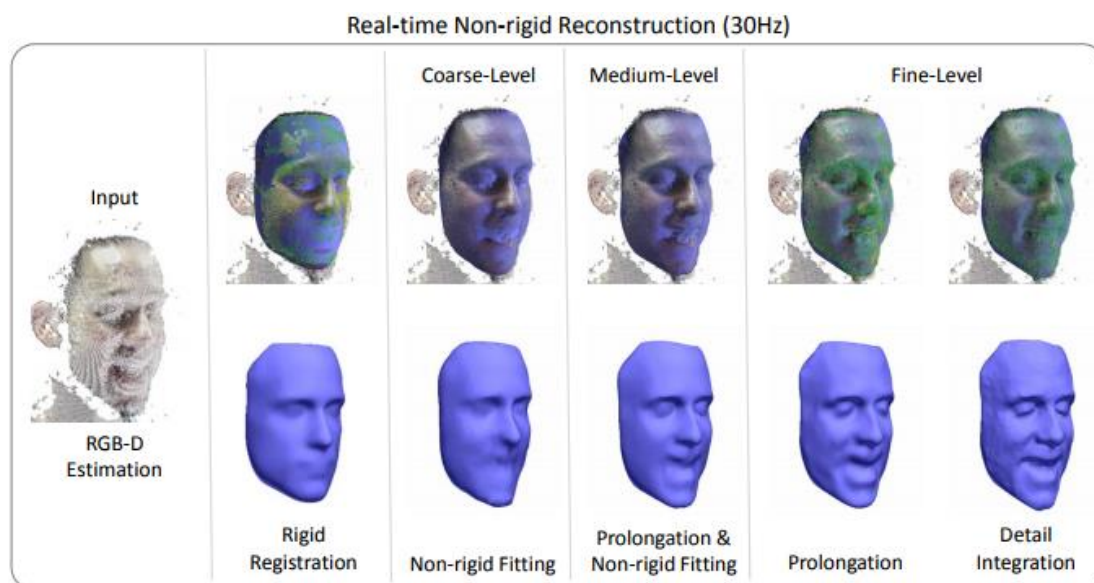 Real-time Non-rigid Reconstruction (30Hz)
Input
RGB-D
Estimation
Rigid
Registration
Coarse-Level
Non-rigid Fitting
Medium-Level
Prolongation &
Non-rigid Fitting
Fine-Level
Prolongation
Detail
Integration